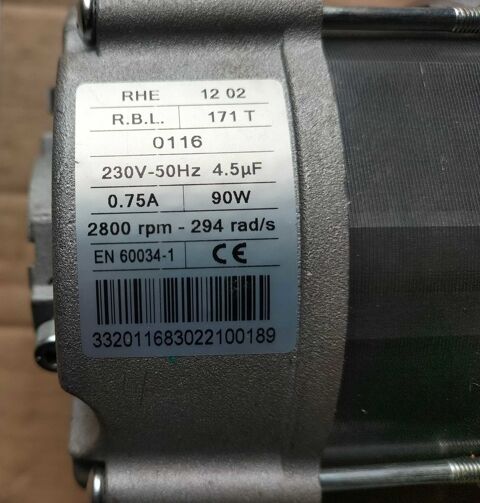 RHE 12 02
R.B.L. 171 T
0116
230V-50Hz 4.5µF
0.75A 90W
2800 rpm - 294 rad/s
EN 60034-1 CE
332011683022100189